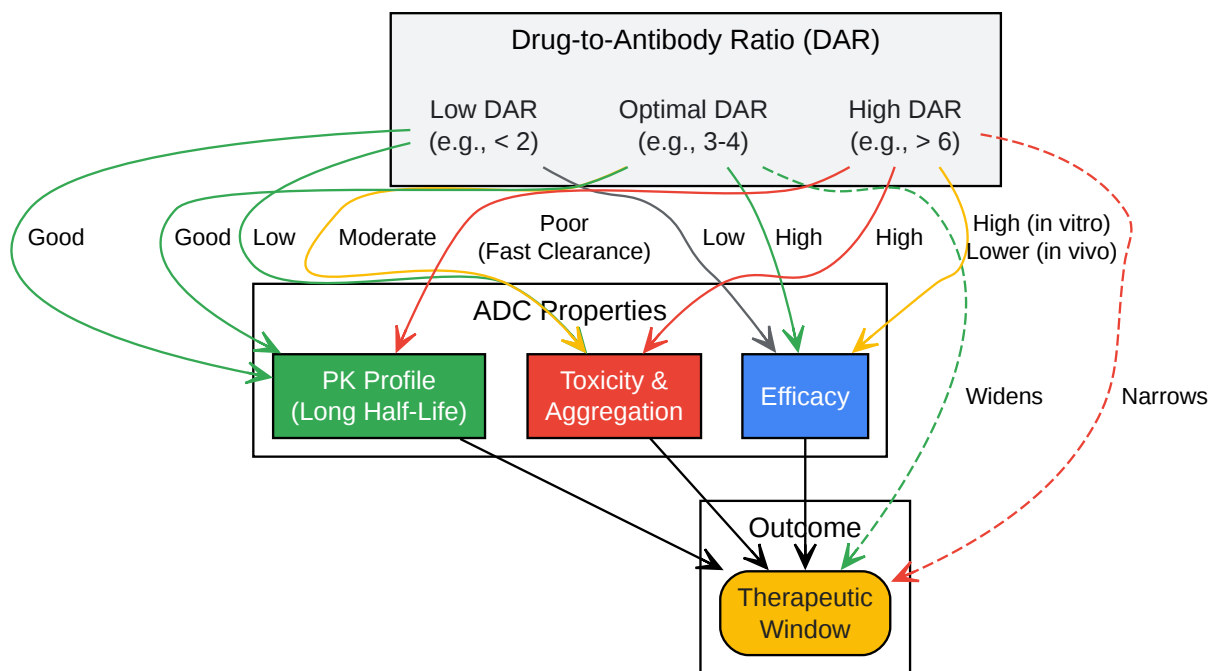 Drug-to-Antibody Ratio (DAR)
Low DAR
(e.g., < 2)
Optimal DAR
(e.g., 3-4)
High DAR
(e.g., > 6)
Good
Good
Low
Moderate
Poor
(Fast Clearance)
Low
High
High
High (in vitro)
Lower (in vivo)
ADC Properties
PK Profile
(Long Half-Life)
Toxicity &
Aggregation
Efficacy
Widens
Narrows
Outcome
Therapeutic
Window